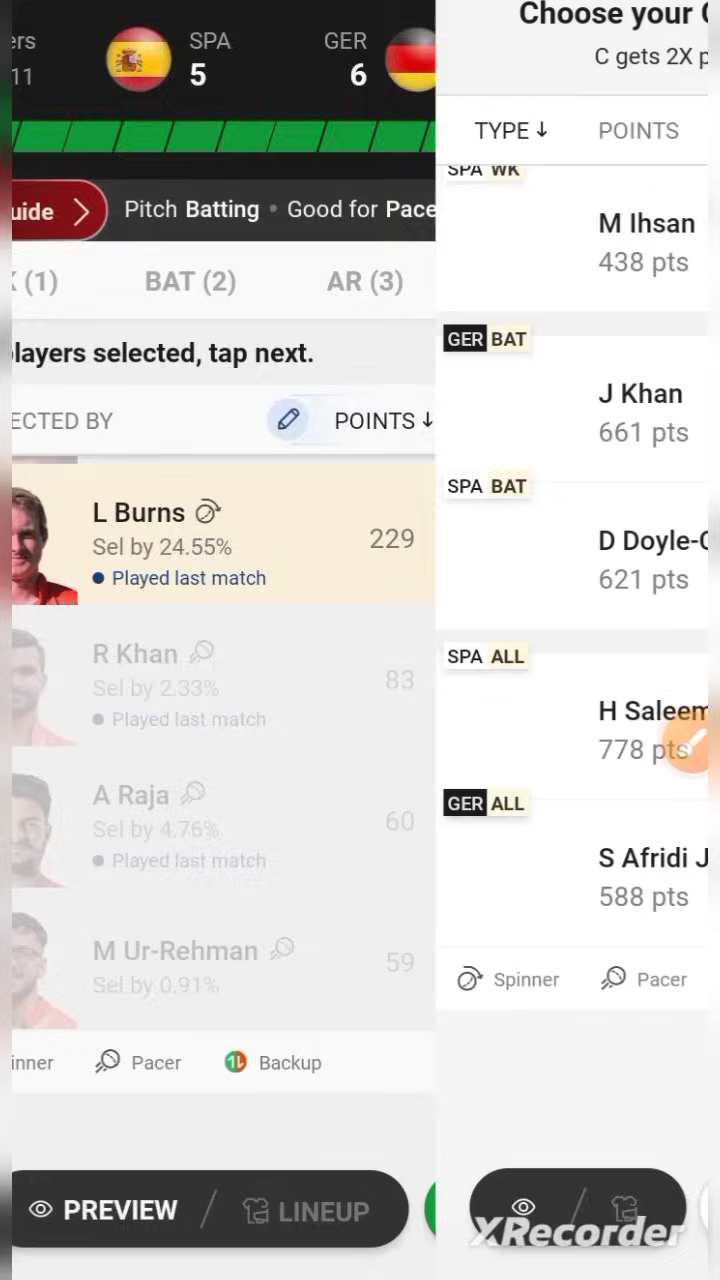 ers
11
SPA
5
GER
6
uide
Pitch Batting • Good for Pace
(1)
BAT (2)
AR (3)
layers selected, tap next.
ECTED BY
POINTS ↓
L Burns
Sel by 24.55%
229
Played last match
R Khan
Sel by 2.33%
83
Played last match
A Raja
Sel by 4.76%
60
Played last match
M Ur-Rehman
Sel by 0.91%
59
inner
Pacer
Backup
PREVIEW / LINEUP
Choose your C
C gets 2X p
TYPE ↓
POINTS
SPA WK
M Ihsan
438 pts
GER BAT
J Khan
661 pts
SPA BAT
D Doyle-C
621 pts
SPA ALL
H Saleem
778 pts
GER ALL
S Afridi J
588 pts
Spinner
Pacer
XRecorder